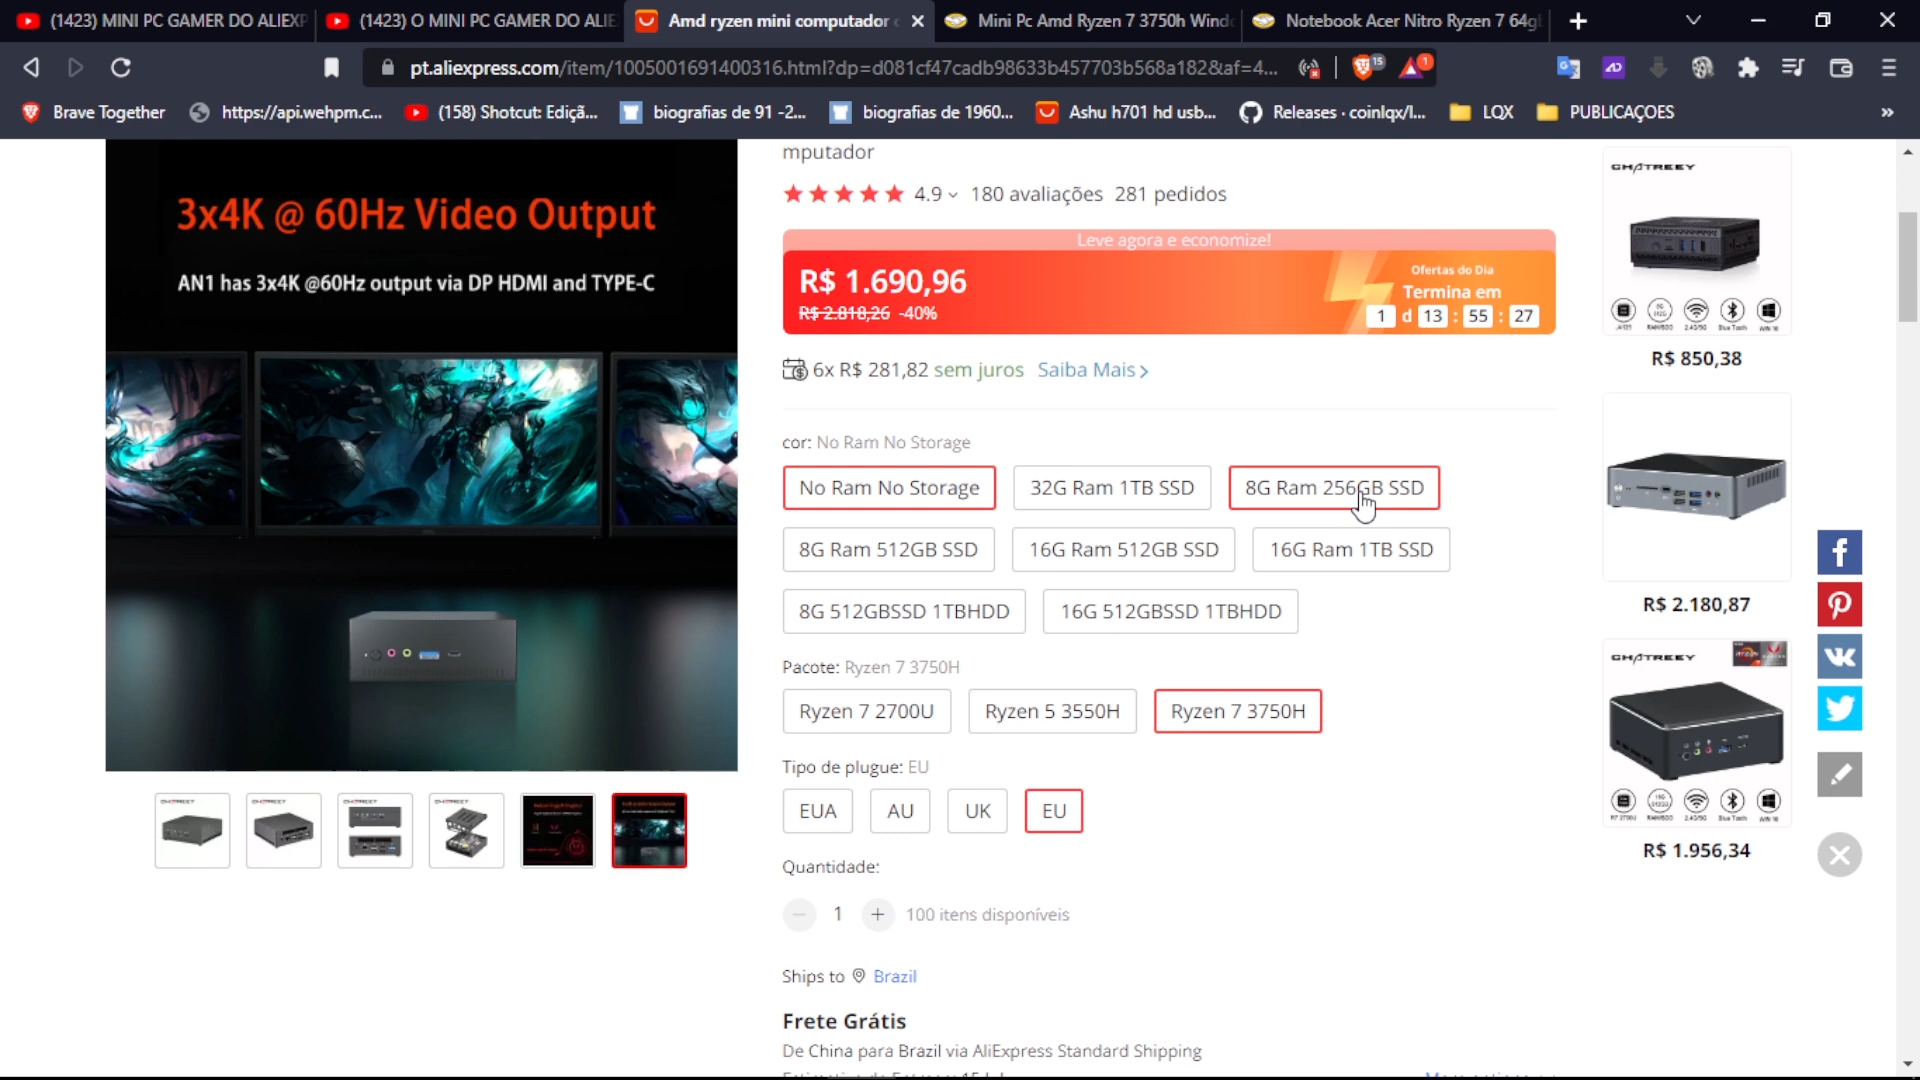 (1423) MINI PC GAMER DO ALIEXP
(1423) O MINI PC GAMER DO ALIE
Amd ryzen mini computador
Mini Pc Amd Ryzen 7 3750h Wind
Notebook Acer Nitro Ryzen 7 64g
pt.aliexpress.com/item/1005001691400316.html?dp=d081cf47cadb98633b457703b568a182&af=4...
15
1
Brave Together
https://api.wehpm.c...
(158) Shotcut: Ediçã...
biografias de 91 -2...
biografias de 1960...
Ashu h701 hd usb...
Releases · coinlqx/l...
LQX
PUBLICAÇOES
»
3x4K @ 60Hz Video Output
AN1 has 3x4K @60Hz output via DP HDMI and TYPE-C
mputador
4.9 180 avaliações 281 pedidos
Leve agora e economize!
R$ 1.690,96
R$ 2.818,26 -40%
Ofertas do Dia
Termina em
1 d 13 : 55 : 27
6x R$ 281,82 sem juros Saiba Mais
cor: No Ram No Storage
No Ram No Storage
32G Ram 1TB SSD
8G Ram 256GB SSD
8G Ram 512GB SSD
16G Ram 512GB SSD
16G Ram 1TB SSD
8G 512GBSSD 1TBHDD
16G 512GBSSD 1TBHDD
Pacote: Ryzen 7 3750H
Ryzen 7 2700U
Ryzen 5 3550H
Ryzen 7 3750H
Tipo de plugue: EU
EUA
AU
UK
EU
Quantidade:
− 1 + 100 itens disponíveis
Ships to Brazil
Frete Grátis
De China para Brazil via AliExpress Standard Shipping
CHATREEY
R$ 850,38
R$ 2.180,87
CHATREEY
R$ 1.956,34